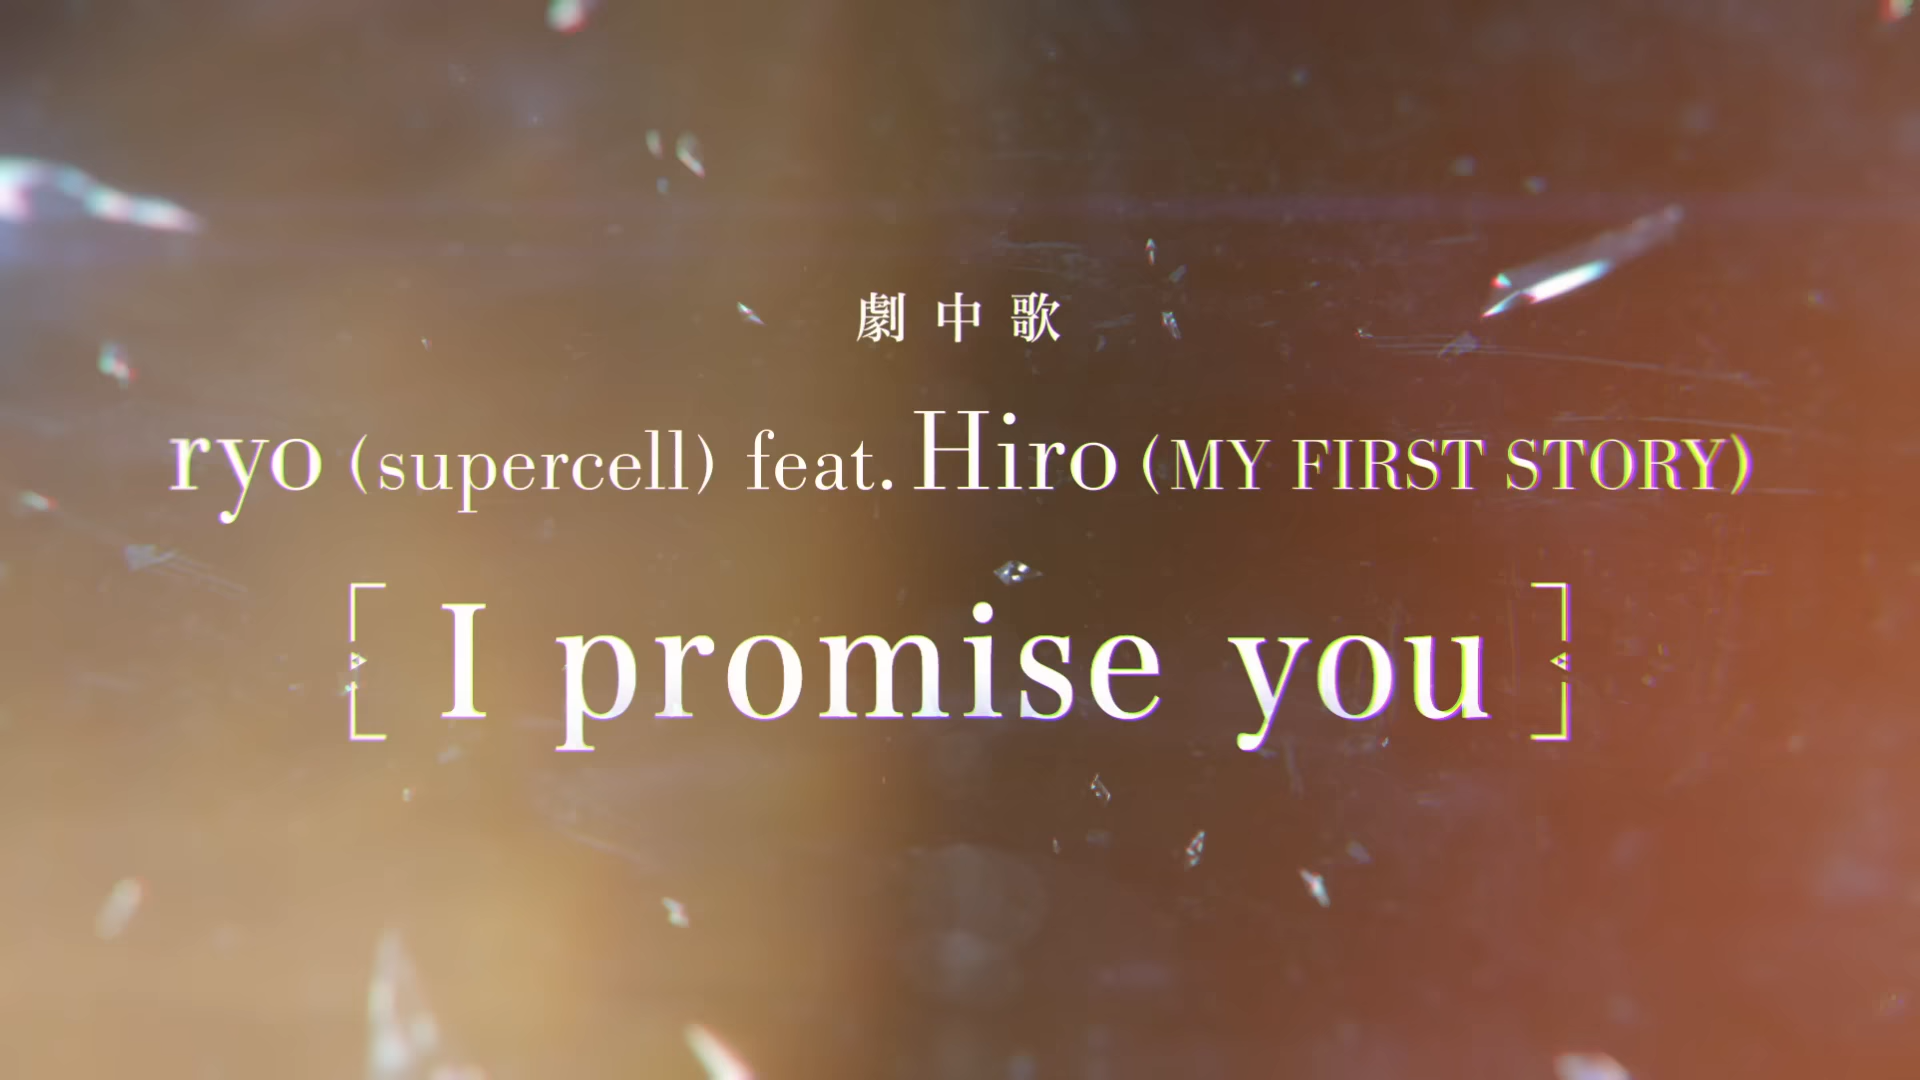 劇中歌
ryo (supercell) feat. Hiro (MY FIRST STORY)
[ I promise you ]